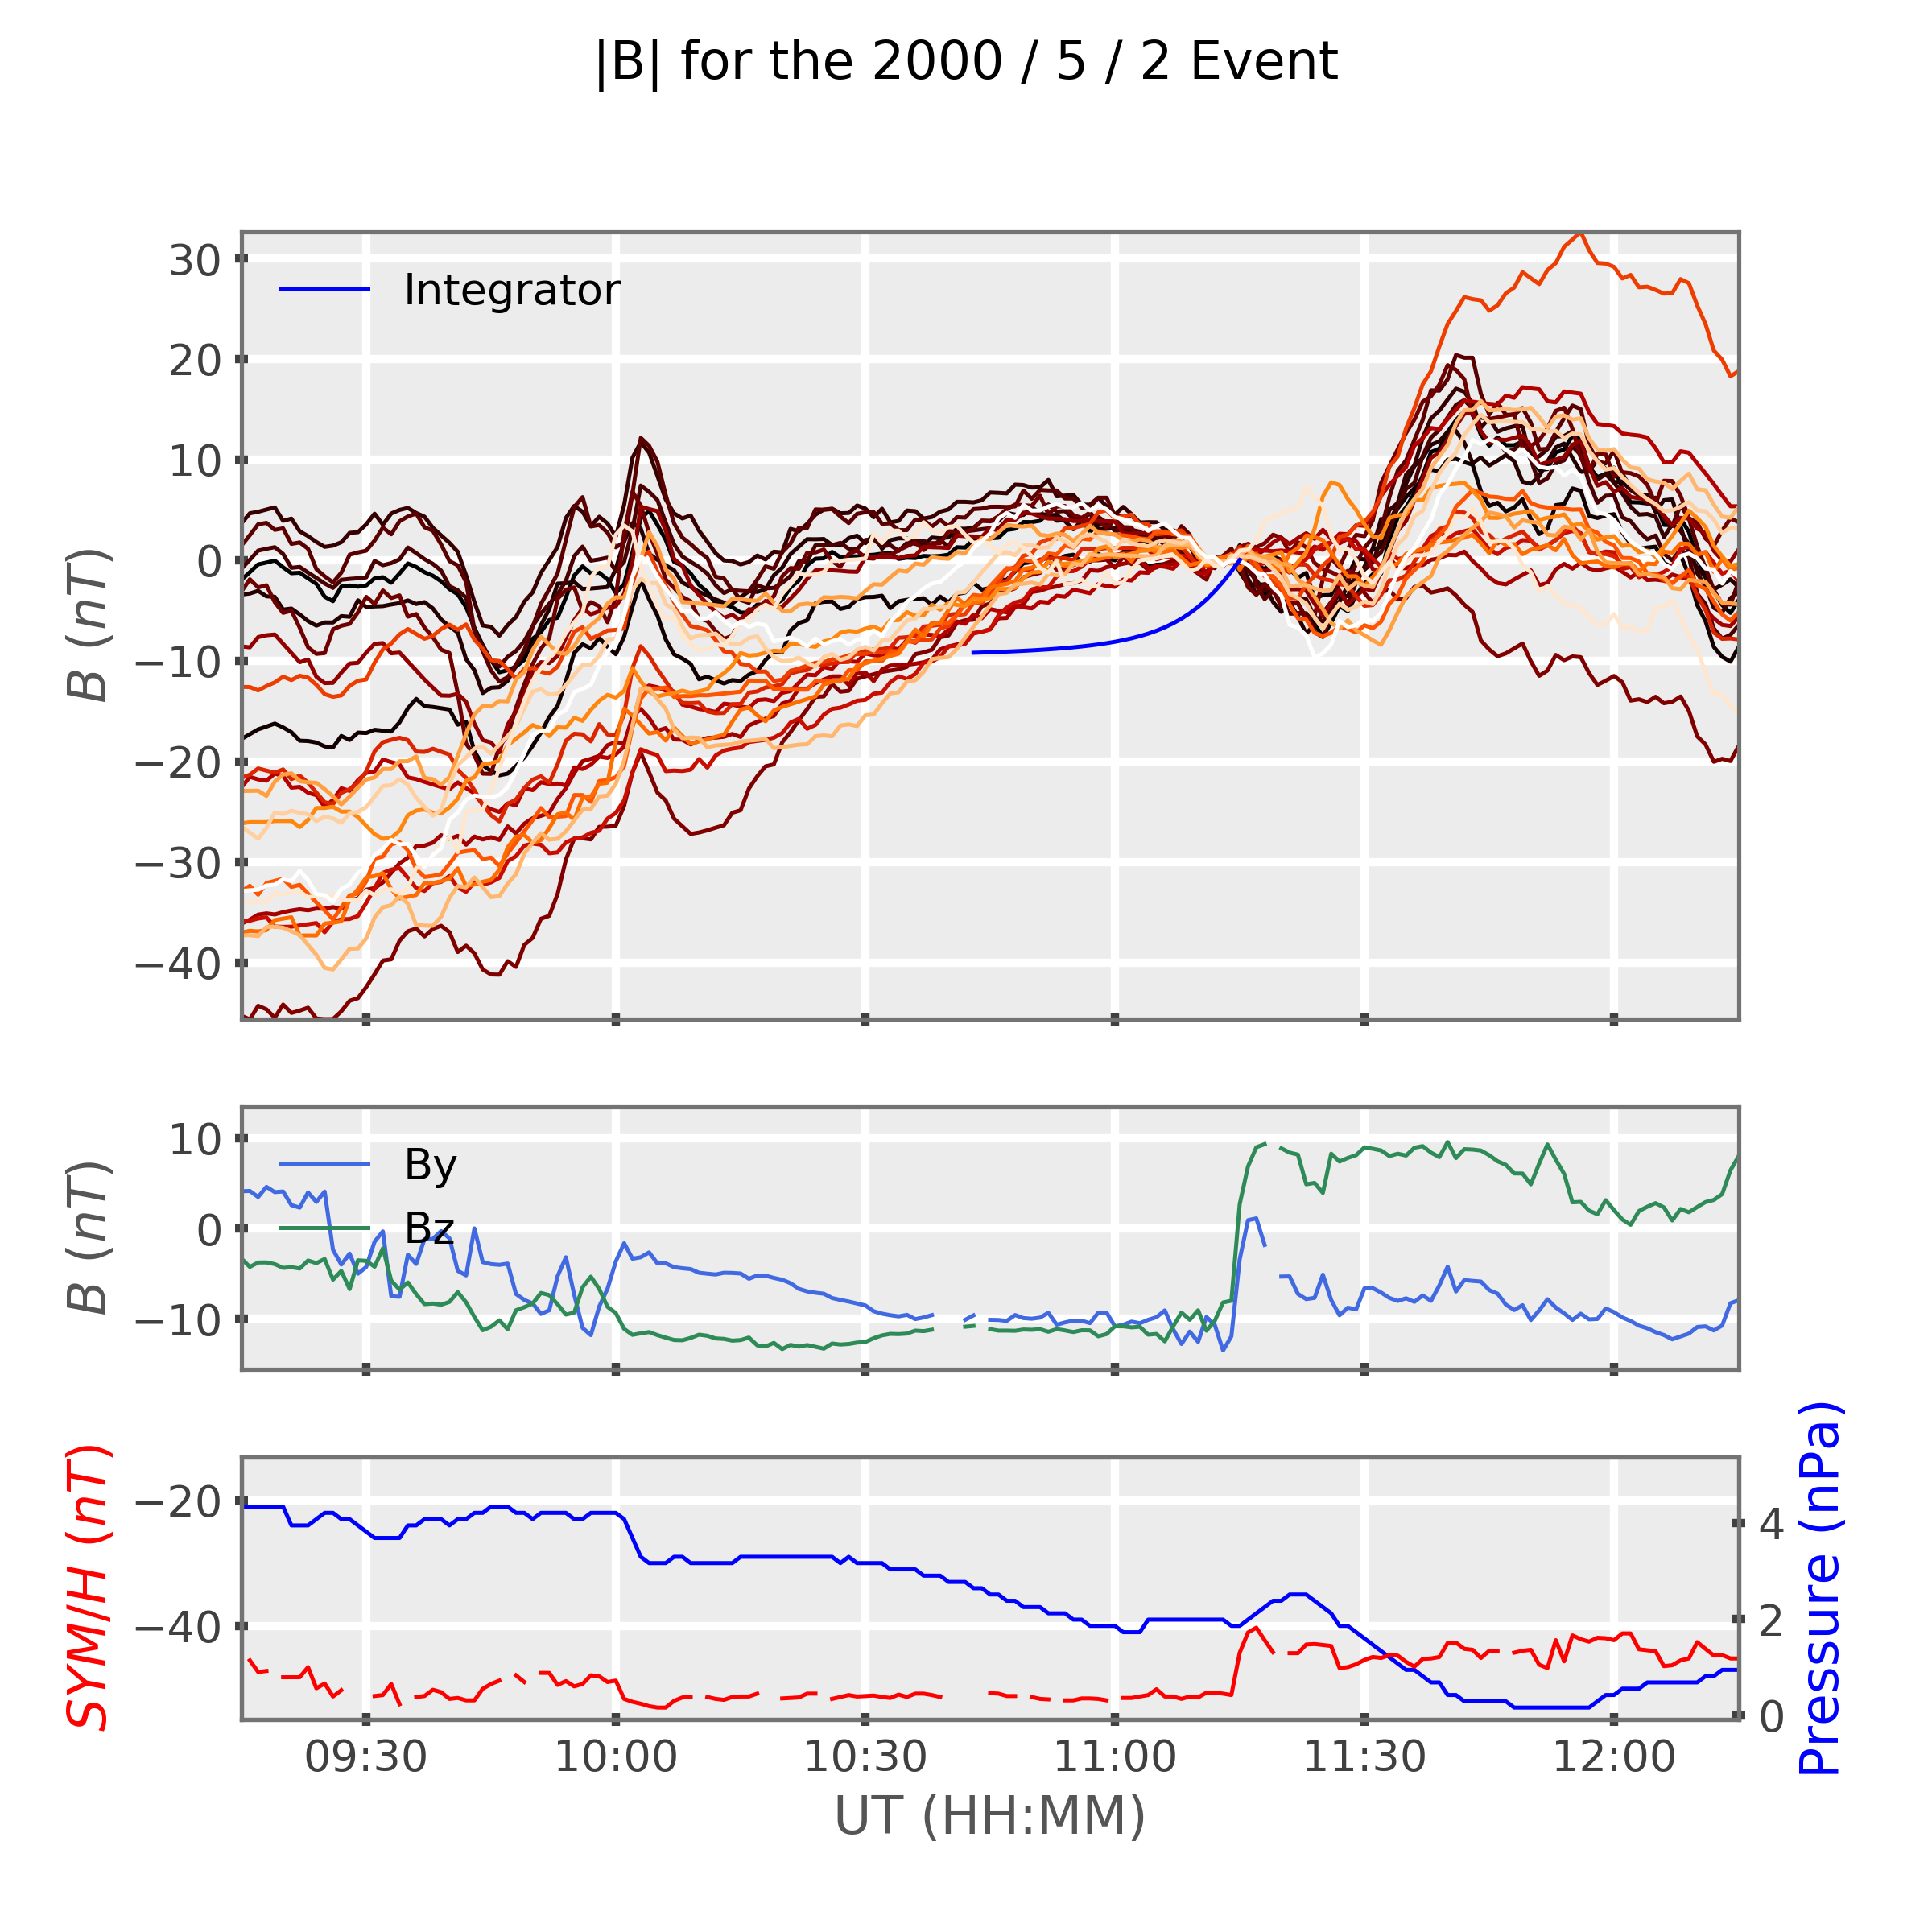 |B| for the 2000 / 5 / 2 Event
B (nT)
30
20
10
0
−10
−20
−30
−40
Integrator
B (nT)
10
0
−10
By
Bz
SYM/H (nT)
−20
−40
4
2
0
Pressure (nPa)
09:30 10:00 10:30 11:00 11:30 12:00
UT (HH:MM)